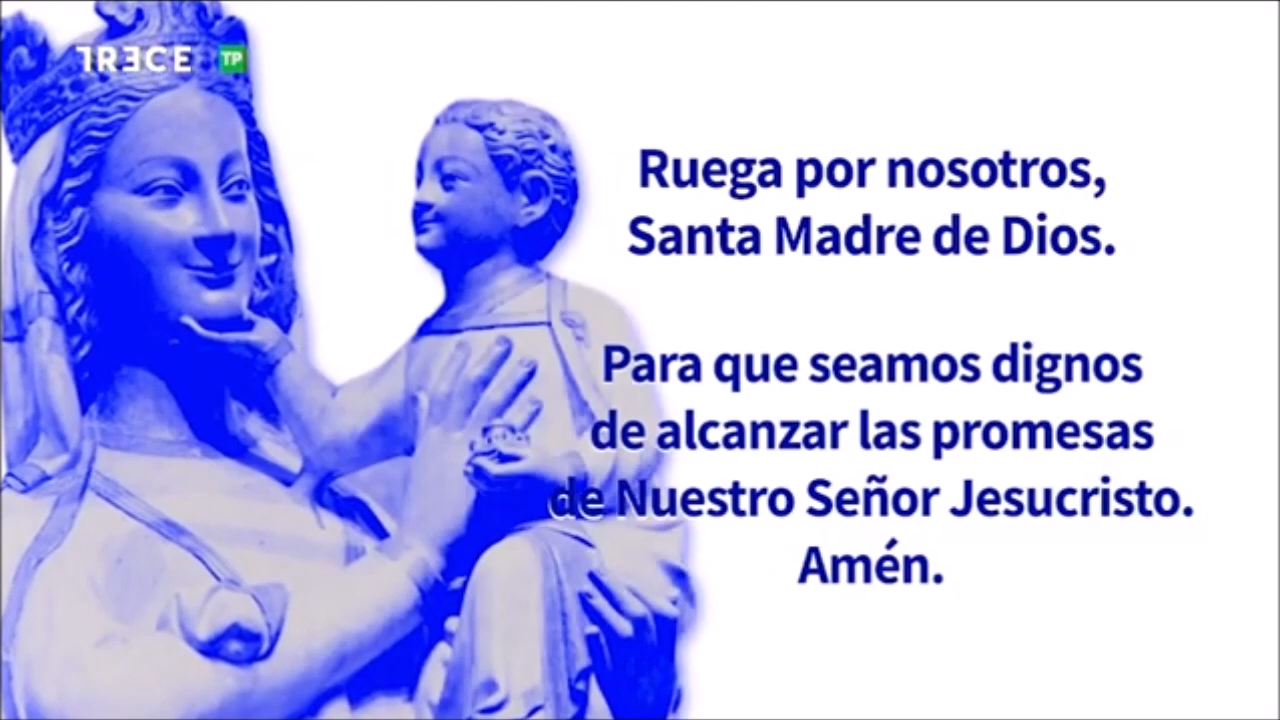 TRECE TP
Ruega por nosotros,
Santa Madre de Dios.
Para que seamos dignos
de alcanzar las promesas
de Nuestro Señor Jesucristo.
Amén.